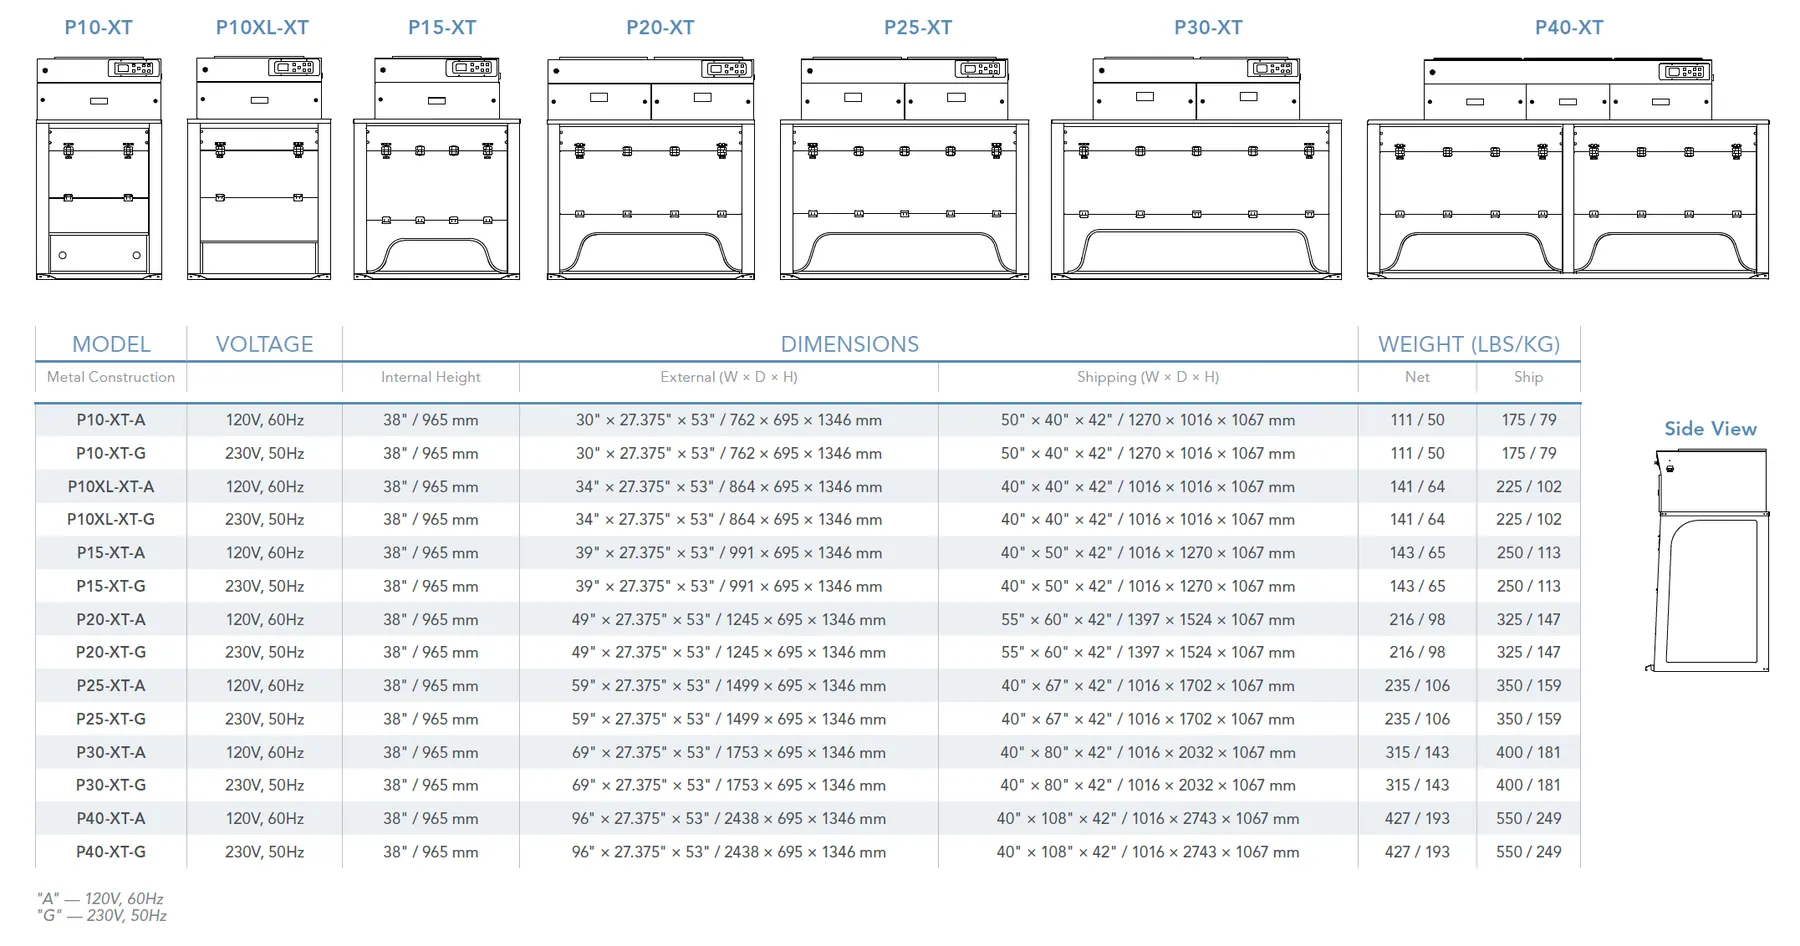 P10-XT P10XL-XT P15-XT P20-XT P25-XT P30-XT P40-XT
MODEL VOLTAGE DIMENSIONS WEIGHT (LBS/KG)
Metal Construction Internal Height External (W × D × H) Shipping (W × D × H) Net Ship
P10-XT-A 120V, 60Hz 38" / 965 mm 30" × 27.375" × 53" / 762 × 695 × 1346 mm 50" × 40" × 42" / 1270 × 1016 × 1067 mm 111 / 50 175 / 79
P10-XT-G 230V, 50Hz 38" / 965 mm 30" × 27.375" × 53" / 762 × 695 × 1346 mm 50" × 40" × 42" / 1270 × 1016 × 1067 mm 111 / 50 175 / 79
P10XL-XT-A 120V, 60Hz 38" / 965 mm 34" × 27.375" × 53" / 864 × 695 × 1346 mm 40" × 40" × 42" / 1016 × 1016 × 1067 mm 141 / 64 225 / 102
P10XL-XT-G 230V, 50Hz 38" / 965 mm 34" × 27.375" × 53" / 864 × 695 × 1346 mm 40" × 40" × 42" / 1016 × 1016 × 1067 mm 141 / 64 225 / 102
P15-XT-A 120V, 60Hz 38" / 965 mm 39" × 27.375" × 53" / 991 × 695 × 1346 mm 40" × 50" × 42" / 1016 × 1270 × 1067 mm 143 / 65 250 / 113
P15-XT-G 230V, 50Hz 38" / 965 mm 39" × 27.375" × 53" / 991 × 695 × 1346 mm 40" × 50" × 42" / 1016 × 1270 × 1067 mm 143 / 65 250 / 113
P20-XT-A 120V, 60Hz 38" / 965 mm 49" × 27.375" × 53" / 1245 × 695 × 1346 mm 55" × 60" × 42" / 1397 × 1524 × 1067 mm 216 / 98 325 / 147
P20-XT-G 230V, 50Hz 38" / 965 mm 49" × 27.375" × 53" / 1245 × 695 × 1346 mm 55" × 60" × 42" / 1397 × 1524 × 1067 mm 216 / 98 325 / 147
P25-XT-A 120V, 60Hz 38" / 965 mm 59" × 27.375" × 53" / 1499 × 695 × 1346 mm 40" × 67" × 42" / 1016 × 1702 × 1067 mm 235 / 106 350 / 159
P25-XT-G 230V, 50Hz 38" / 965 mm 59" × 27.375" × 53" / 1499 × 695 × 1346 mm 40" × 67" × 42" / 1016 × 1702 × 1067 mm 235 / 106 350 / 159
P30-XT-A 120V, 60Hz 38" / 965 mm 69" × 27.375" × 53" / 1753 × 695 × 1346 mm 40" × 80" × 42" / 1016 × 2032 × 1067 mm 315 / 143 400 / 181
P30-XT-G 230V, 50Hz 38" / 965 mm 69" × 27.375" × 53" / 1753 × 695 × 1346 mm 40" × 80" × 42" / 1016 × 2032 × 1067 mm 315 / 143 400 / 181
P40-XT-A 120V, 60Hz 38" / 965 mm 96" × 27.375" × 53" / 2438 × 695 × 1346 mm 40" × 108" × 42" / 1016 × 2743 × 1067 mm 427 / 193 550 / 249
P40-XT-G 230V, 50Hz 38" / 965 mm 96" × 27.375" × 53" / 2438 × 695 × 1346 mm 40" × 108" × 42" / 1016 × 2743 × 1067 mm 427 / 193 550 / 249
Side View
"A" — 120V, 60Hz
"G" — 230V, 50Hz